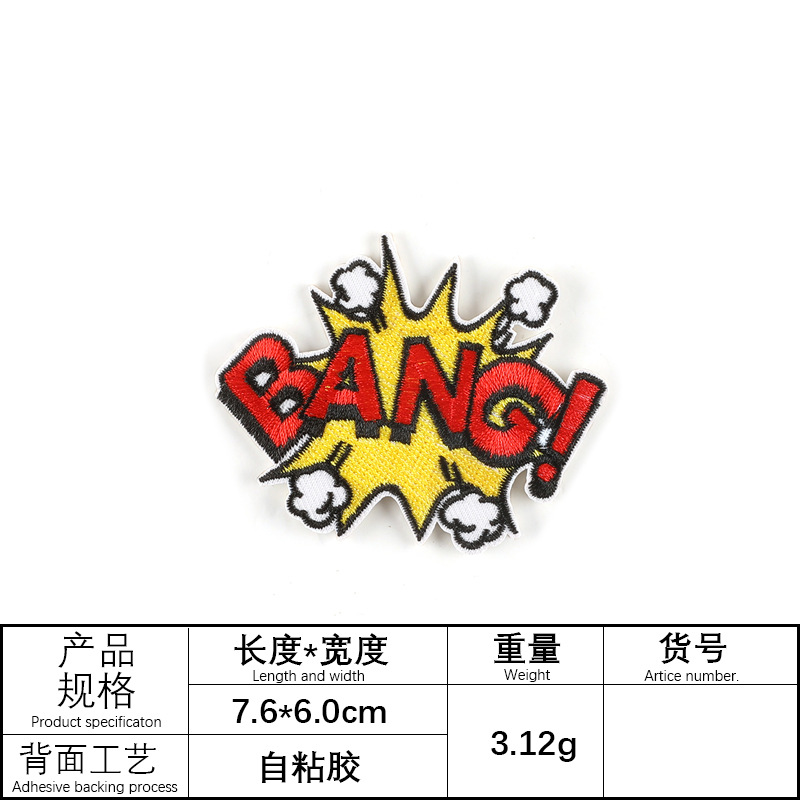 BANG!
产品
规格
Product specificaton
长度*宽度
Length and width
重量
Weight
货号
Artice number.
7.6*6.0cm
3.12g
背面工艺
Adhesive backing process
自粘胶